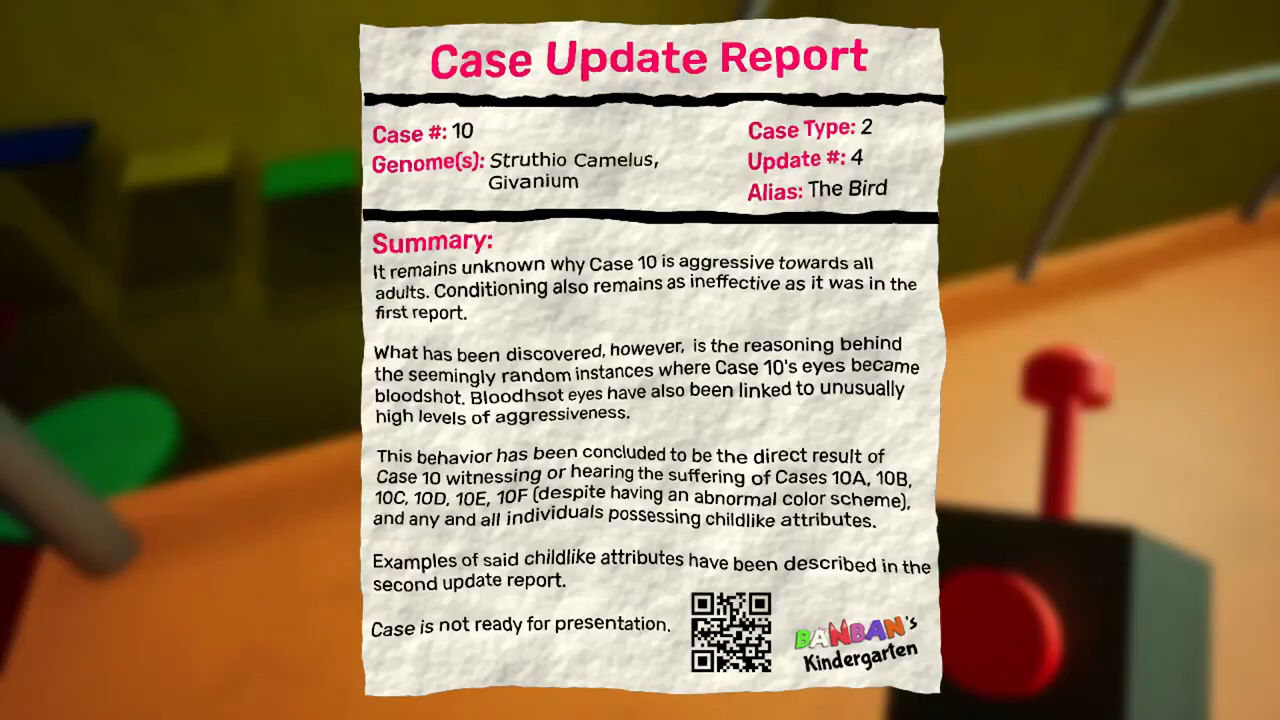 Case Update Report
Case #: 10
Genome(s): Struthio Camelus,
Givanium
Case Type: 2
Update #: 4
Alias: The Bird
Summary:
It remains unknown why Case 10 is aggressive towards all
adults. Conditioning also remains as ineffective as it was in the
first report.
What has been discovered, however, is the reasoning behind
the seemingly random instances where Case 10's eyes became
bloodshot. Bloodhsot eyes have also been linked to unusually
high levels of aggressiveness.
This behavior has been concluded to be the direct result of
Case 10 witnessing or hearing the suffering of Cases 10A, 10B,
10C, 10D, 10E, 10F (despite having an abnormal color scheme),
and any and all individuals possessing childlike attributes.
Examples of said childlike attributes have been described in the
second update report.
Case is not ready for presentation.
BANBAN's
Kindergarten